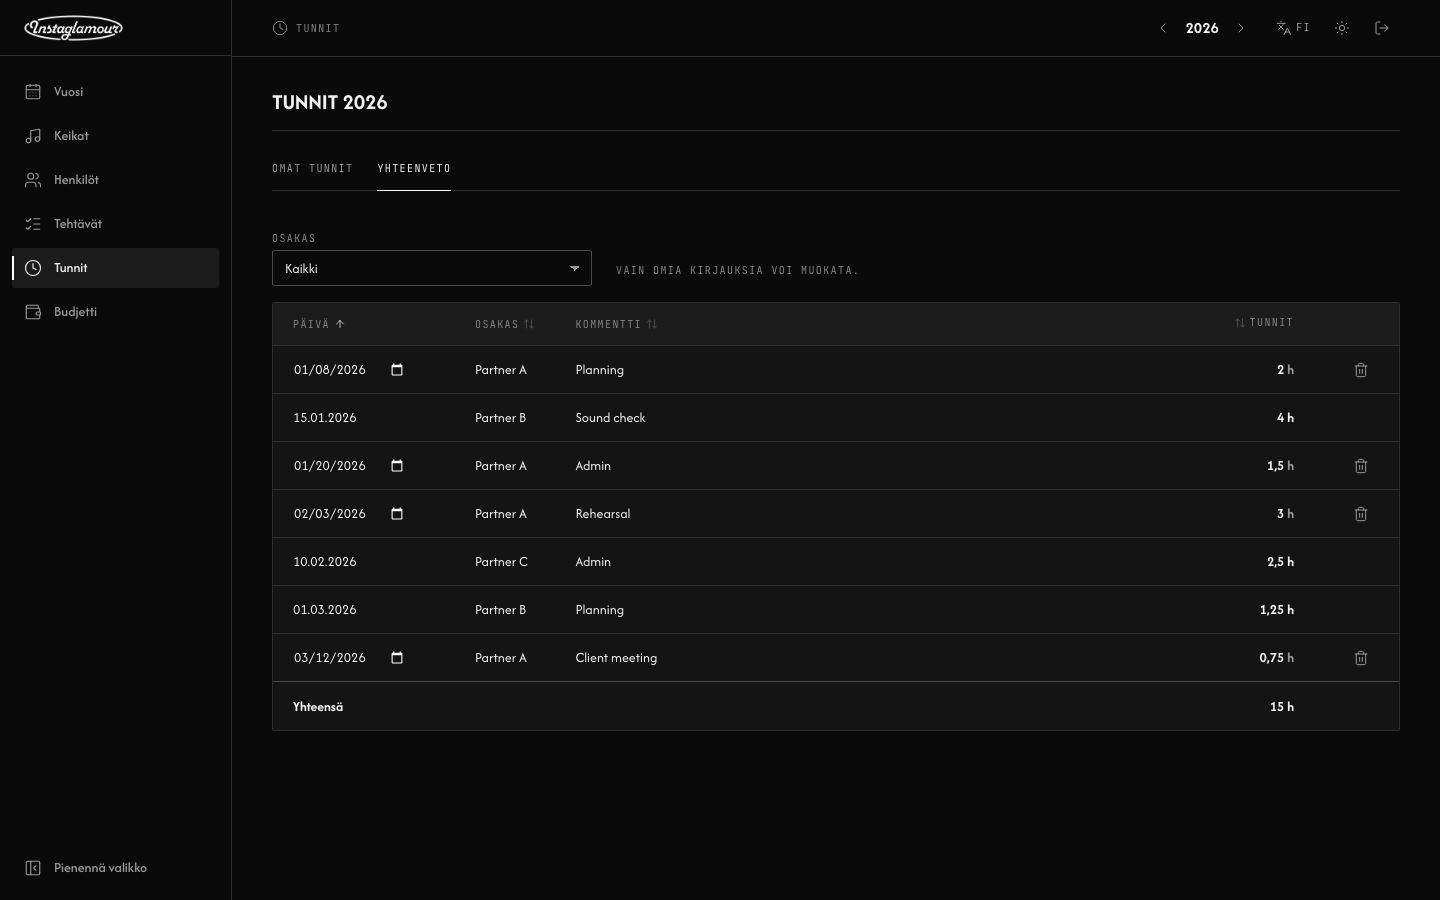 Instaglamour
TUNNIT
2026
FI
Vuosi
Keikat
Henkilöt
Tehtävät
Tunnit
Budjetti
Pienennä valikko
TUNNIT 2026
OMAT TUNNIT YHTEENVETO
OSAKAS
Kaikki
VAIN OMIA KIRJAUKSIA VOI MUOKATA.
PÄIVÄ OSAKAS KOMMENTTI TUNNIT
01/08/2026 Partner A Planning 2 h
15.01.2026 Partner B Sound check 4 h
01/20/2026 Partner A Admin 1,5 h
02/03/2026 Partner A Rehearsal 3 h
10.02.2026 Partner C Admin 2,5 h
01.03.2026 Partner B Planning 1,25 h
03/12/2026 Partner A Client meeting 0,75 h
Yhteensä 15 h